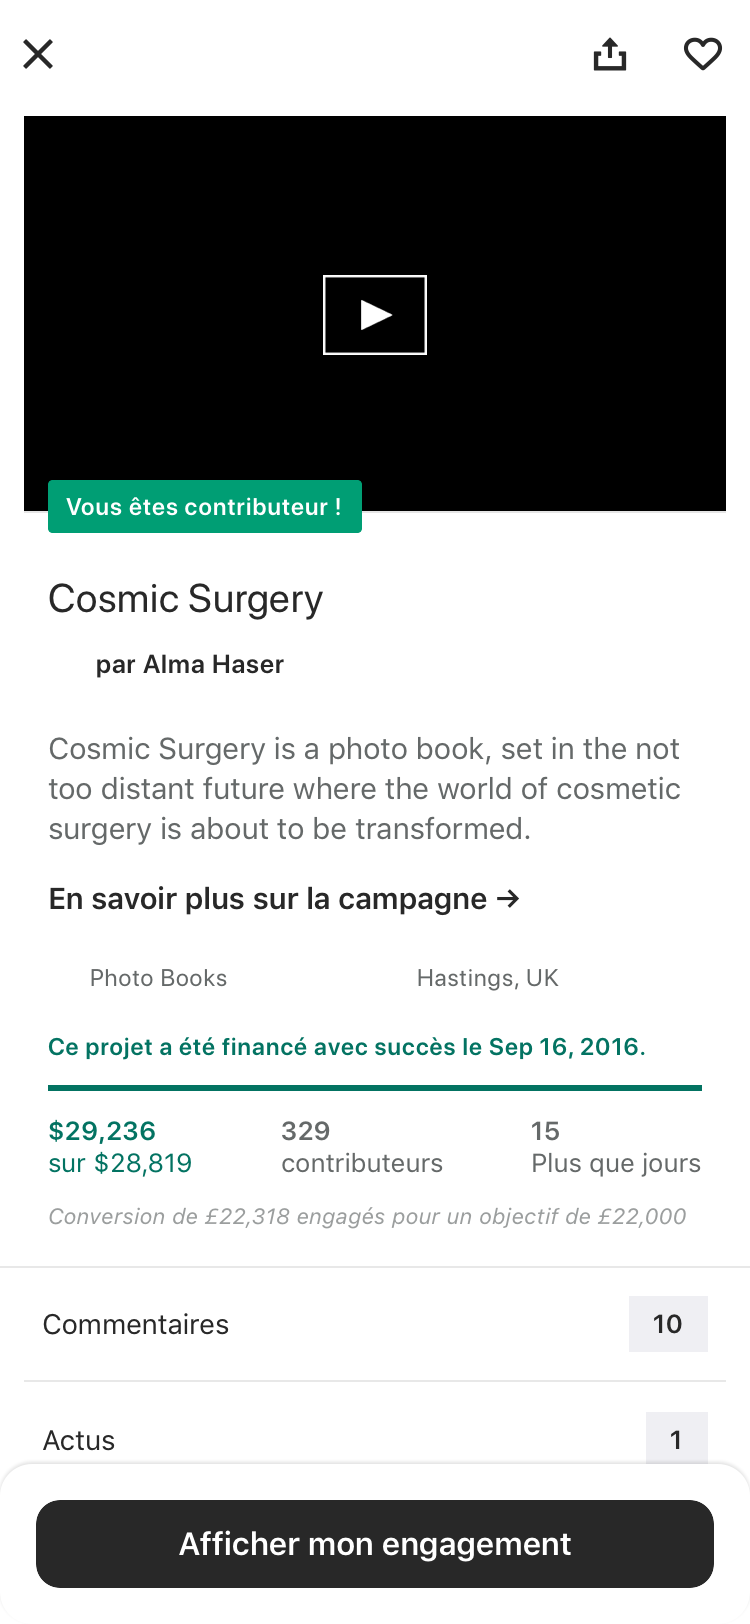 Vous êtes contributeur !
Cosmic Surgery
par Alma Haser
Cosmic Surgery is a photo book, set in the not
too distant future where the world of cosmetic
surgery is about to be transformed.
En savoir plus sur la campagne →
Photo Books
Hastings, UK
Ce projet a été financé avec succès le Sep 16, 2016.
$29,236
sur $28,819
329
contributeurs
15
Plus que jours
Conversion de £22,318 engagés pour un objectif de £22,000
Commentaires
10
Actus
1
Afficher mon engagement